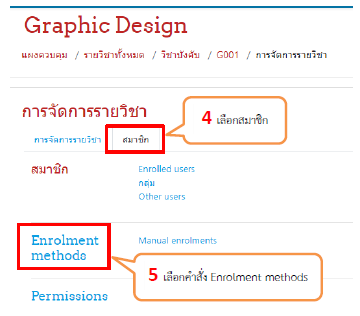 Graphic Design
แผงควบคุม / รายวิชาทั้งหมด / วิชาบังคับ / G001 / การจัดการรายวิชา
การจัดการรายวิชา
4 เลือกสมาชิก
การจัดการรายวิชา สมาชิก
สมาชิก
Enrolled users
กลุ่ม
Other users
Enrolment methods
Manual enrolments
5 เลือกคำสั่ง Enrolment methods
Permissions